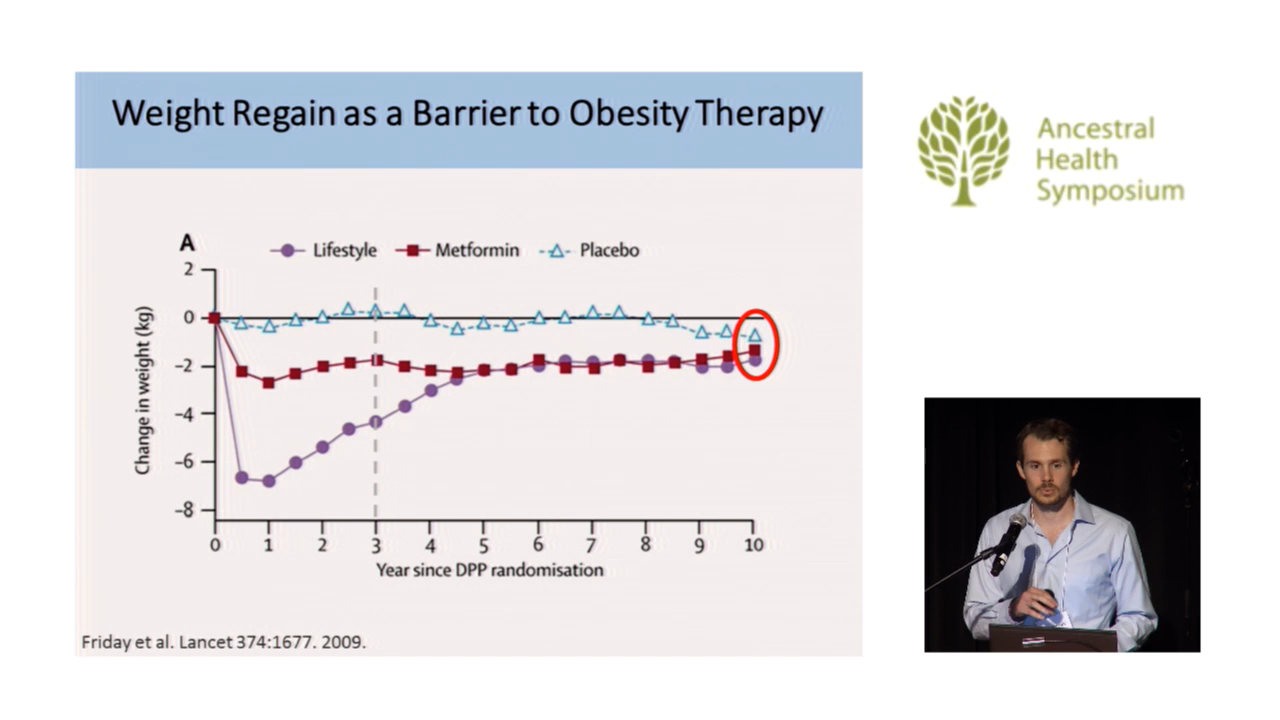 Weight Regain as a Barrier to Obesity Therapy
Ancestral
Health
Symposium
A
Lifestyle Metformin Placebo
2
0
−2
−4
−6
−8
Change in weight (kg)
0 1 2 3 4 5 6 7 8 9 10
Year since DPP randomisation
Friday et al. Lancet 374:1677. 2009.